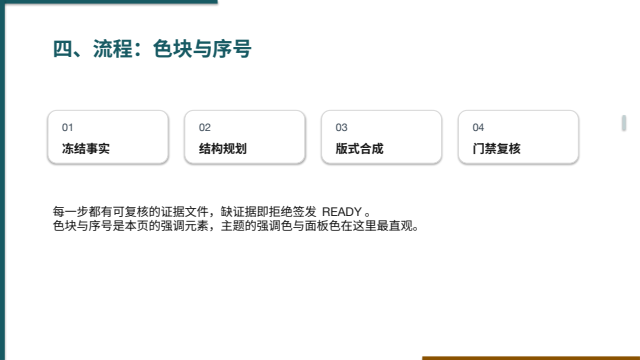 四、流程：色块与序号
01
冻结事实
02
结构规划
03
版式合成
04
门禁复核
每一步都有可复核的证据文件，缺证据即拒绝签发 READY 。
色块与序号是本页的强调元素，主题的强调色与面板色在这里最直观。